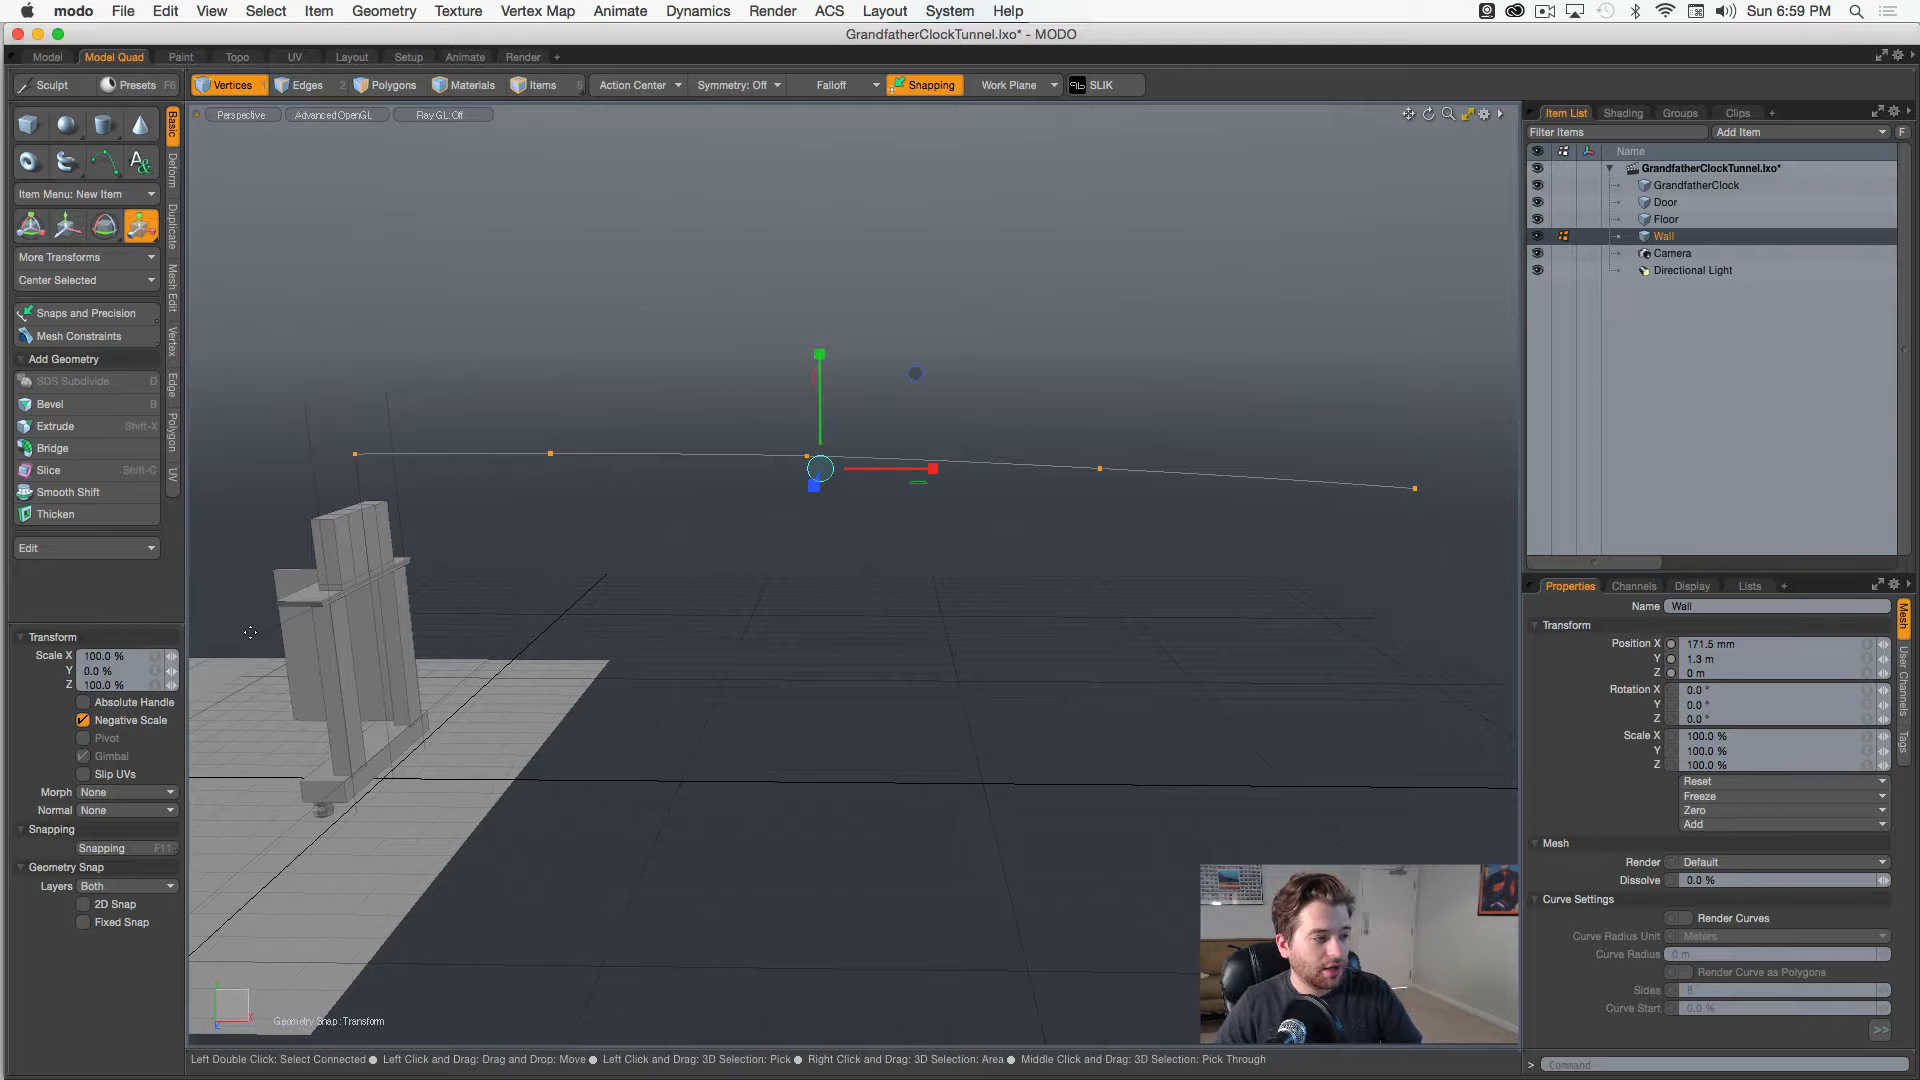 modo File Edit View Select Item Geometry Texture Vertex Map Animate Dynamics Render ACS Layout System Help Sun 6:59 PM
GrandfatherClockTunnel.lxo* - MODO
Model Model Quad Paint Topo UV Layout Setup Animate Render +
Sculpt Presets F6 Vertices 1 Edges 2 Polygons Materials Items 5 Action Center Symmetry: Off Falloff Snapping Work Plane SLIK
Perspective Advanced OpenGL Ray GL: Off
Item List Shading Groups Clips +
Filter Items Add Item F
Name
GrandfatherClockTunnel.lxo*
GrandfatherClock
Door
Floor
Wall
Camera
Directional Light
Basic
Deform
Duplicate
Mesh Edit
Vertex
Edge
Polygon
UV
Item Menu: New Item
More Transforms
Center Selected
Snaps and Precision
Mesh Constraints
Add Geometry
SDS Subdivide D
Bevel B
Extrude Shift-X
Bridge
Slice Shift-C
Smooth Shift
Thicken
Edit
Transform
Scale X 100.0 %
Y 0.0 %
Z 100.0 %
Absolute Handle
Negative Scale
Pivot
Gimbal
Slip UVs
Morph None
Normal None
Snapping
Snapping F11
Geometry Snap
Layers Both
2D Snap
Fixed Snap
Geometry Snap : Transform
Properties Channels Display Lists +
Name Wall
Transform
Position X 171.5 mm
Y 1.3 m
Z 0 m
Rotation X 0.0 °
Y 0.0 °
Z 0.0 °
Scale X 100.0 %
Y 100.0 %
Z 100.0 %
Reset
Freeze
Zero
Add
Mesh
Render Default
Dissolve 0.0 %
Curve Settings
Render Curves
Curve Radius Unit Meters
Curve Radius 0 m
Render Curve as Polygons
Sides 8
Curve Start 0.0 %
>>
Mesh
User Channels
Tags
Left Double Click: Select Connected ● Left Click and Drag: Drag and Drop: Move ● Left Click and Drag: 3D Selection: Pick ● Right Click and Drag: 3D Selection: Area ● Middle Click and Drag: 3D Selection: Pick Through
> Command